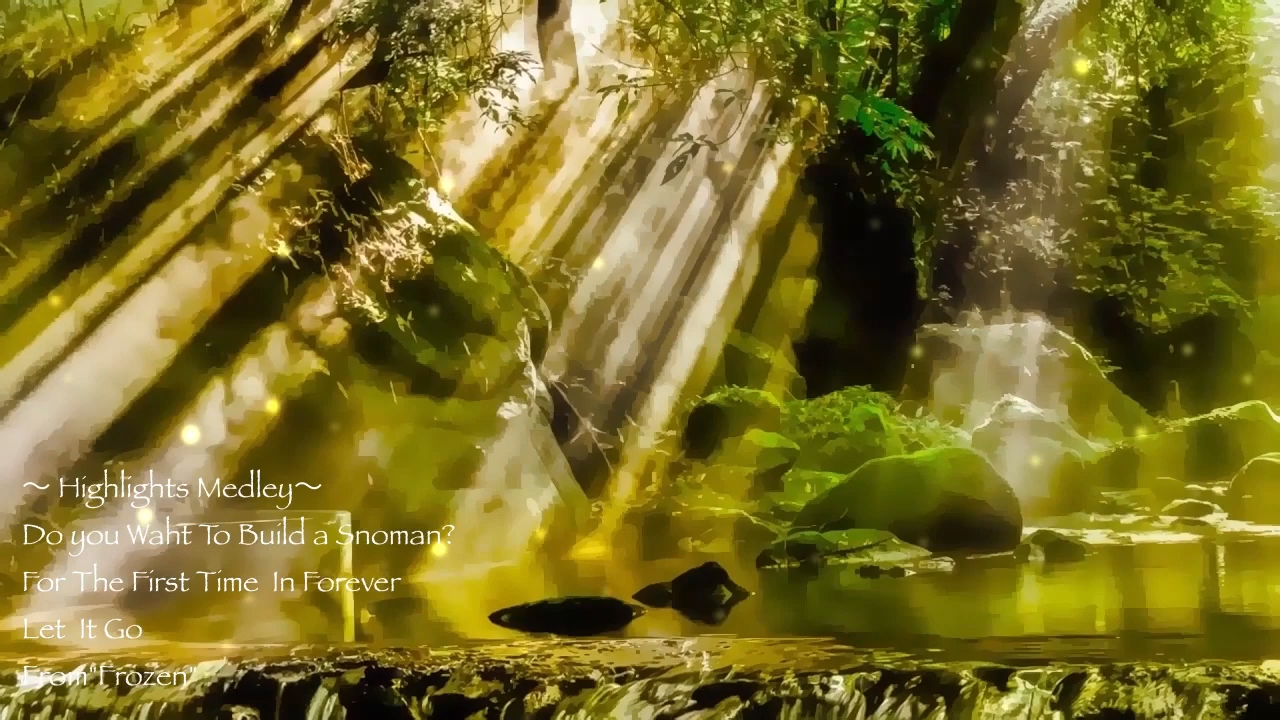 ～ Highlights Medley～
Do you Waht To Build a Snoman?
For The First Time In Forever
Let It Go
From"Frozen"